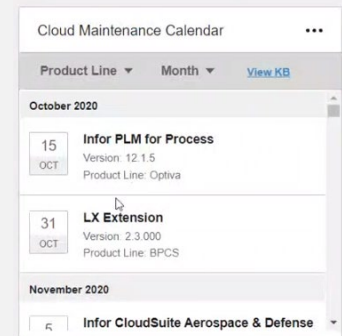 Cloud Maintenance Calendar
Product Line Month View KB
October 2020
15 OCT
Infor PLM for Process
Version: 12.1.5
Product Line: Optiva
31 OCT
LX Extension
Version: 2.3.000
Product Line: BPCS
November 2020
5
Infor CloudSuite Aerospace & Defense